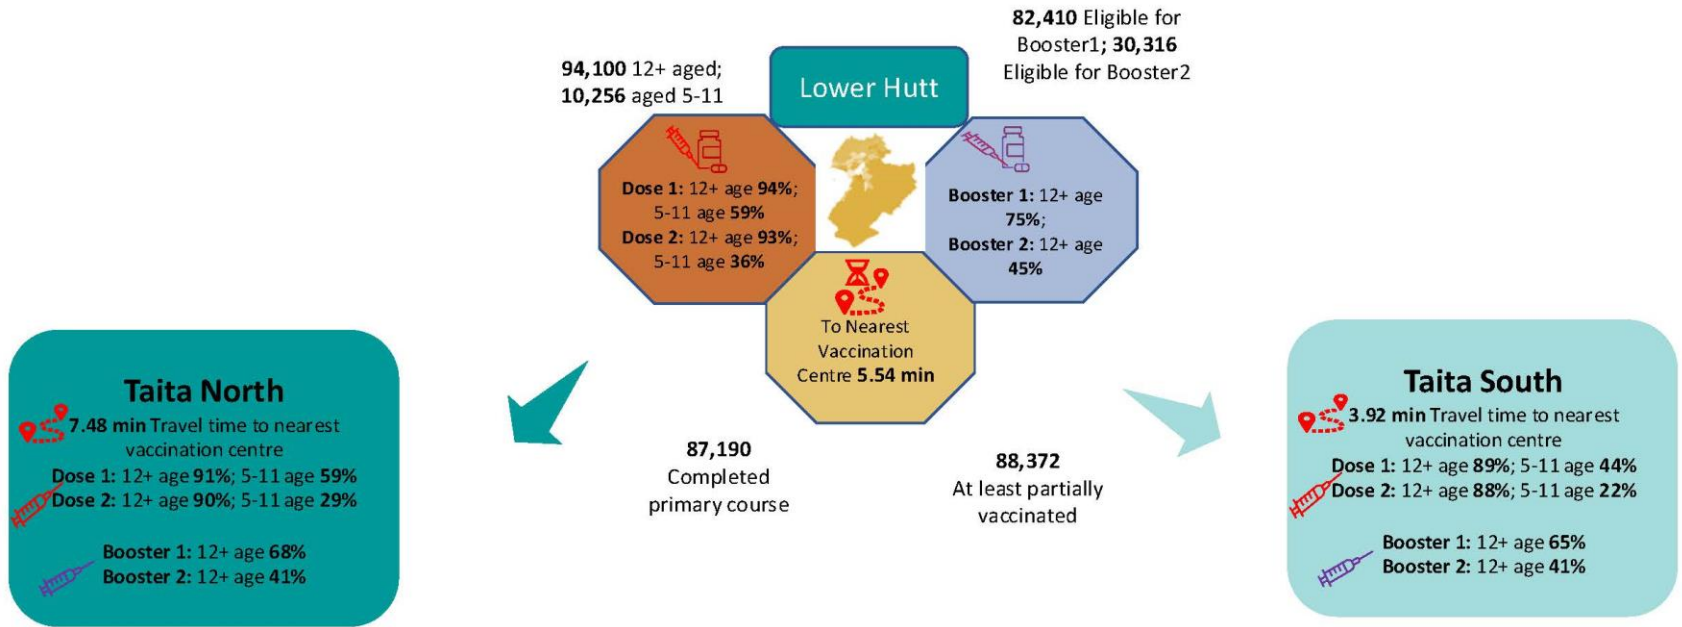 82,410 Eligible for
Booster1; 30,316
Eligible for Booster2
94,100 12+ aged;
10,256 aged 5-11
Lower Hutt
Dose 1: 12+ age 94%;
5-11 age 59%
Dose 2: 12+ age 93%;
5-11 age 36%
Booster 1: 12+ age
75%;
Booster 2: 12+ age
45%
To Nearest
Vaccination
Centre 5.54 min
Taita North
7.48 min Travel time to nearest
vaccination centre
Dose 1: 12+ age 91%; 5-11 age 59%
Dose 2: 12+ age 90%; 5-11 age 29%
Booster 1: 12+ age 68%
Booster 2: 12+ age 41%
87,190
Completed
primary course
88,372
At least partially
vaccinated
Taita South
3.92 min Travel time to nearest
vaccination centre
Dose 1: 12+ age 89%; 5-11 age 44%
Dose 2: 12+ age 88%; 5-11 age 22%
Booster 1: 12+ age 65%
Booster 2: 12+ age 41%